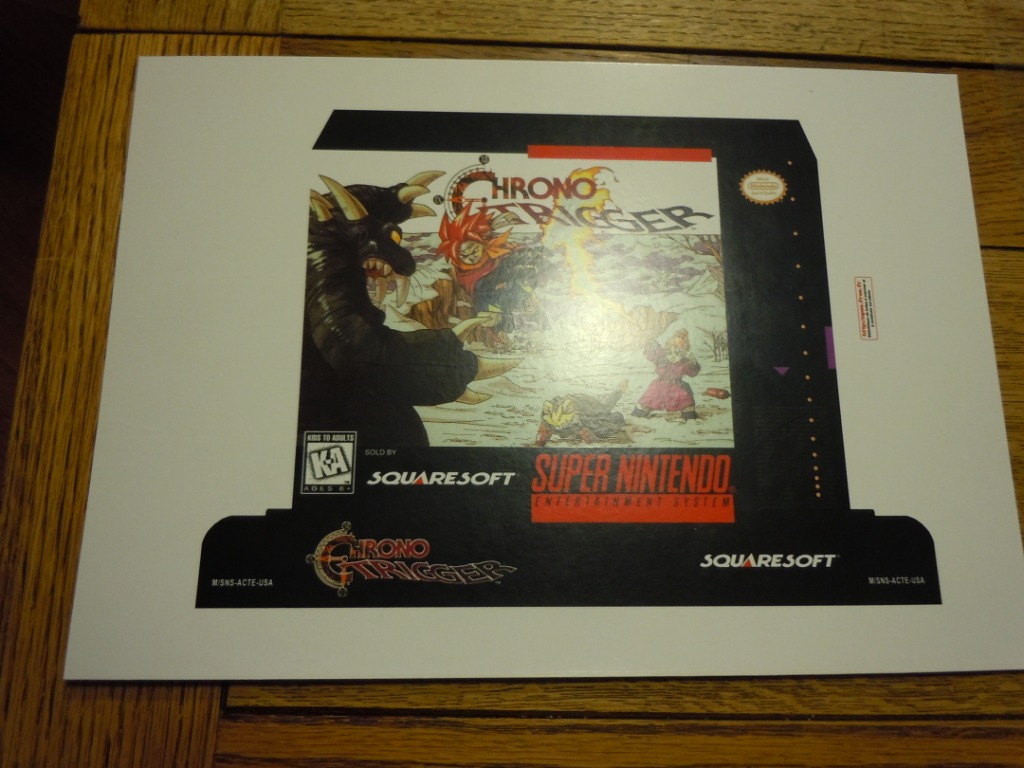 CHRONO
TRIGGER
Nintendo
KIDS TO ADULTS
K-A
AGES 6+
SOLD BY
SQUARESOFT
SUPER NINTENDO
ENTERTAINMENT SYSTEM
CHRONO
TRIGGER
SQUARESOFT
M/SNS-ACTE-USA
M/SNS-ACTE-USA